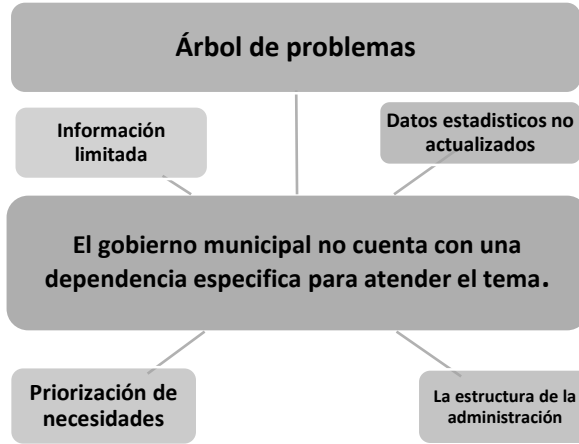 Árbol de problemas
Información
limitada
Datos estadisticos no
actualizados
El gobierno municipal no cuenta con una
dependencia especifica para atender el tema.
Priorización de
necesidades
La estructura de la
administración